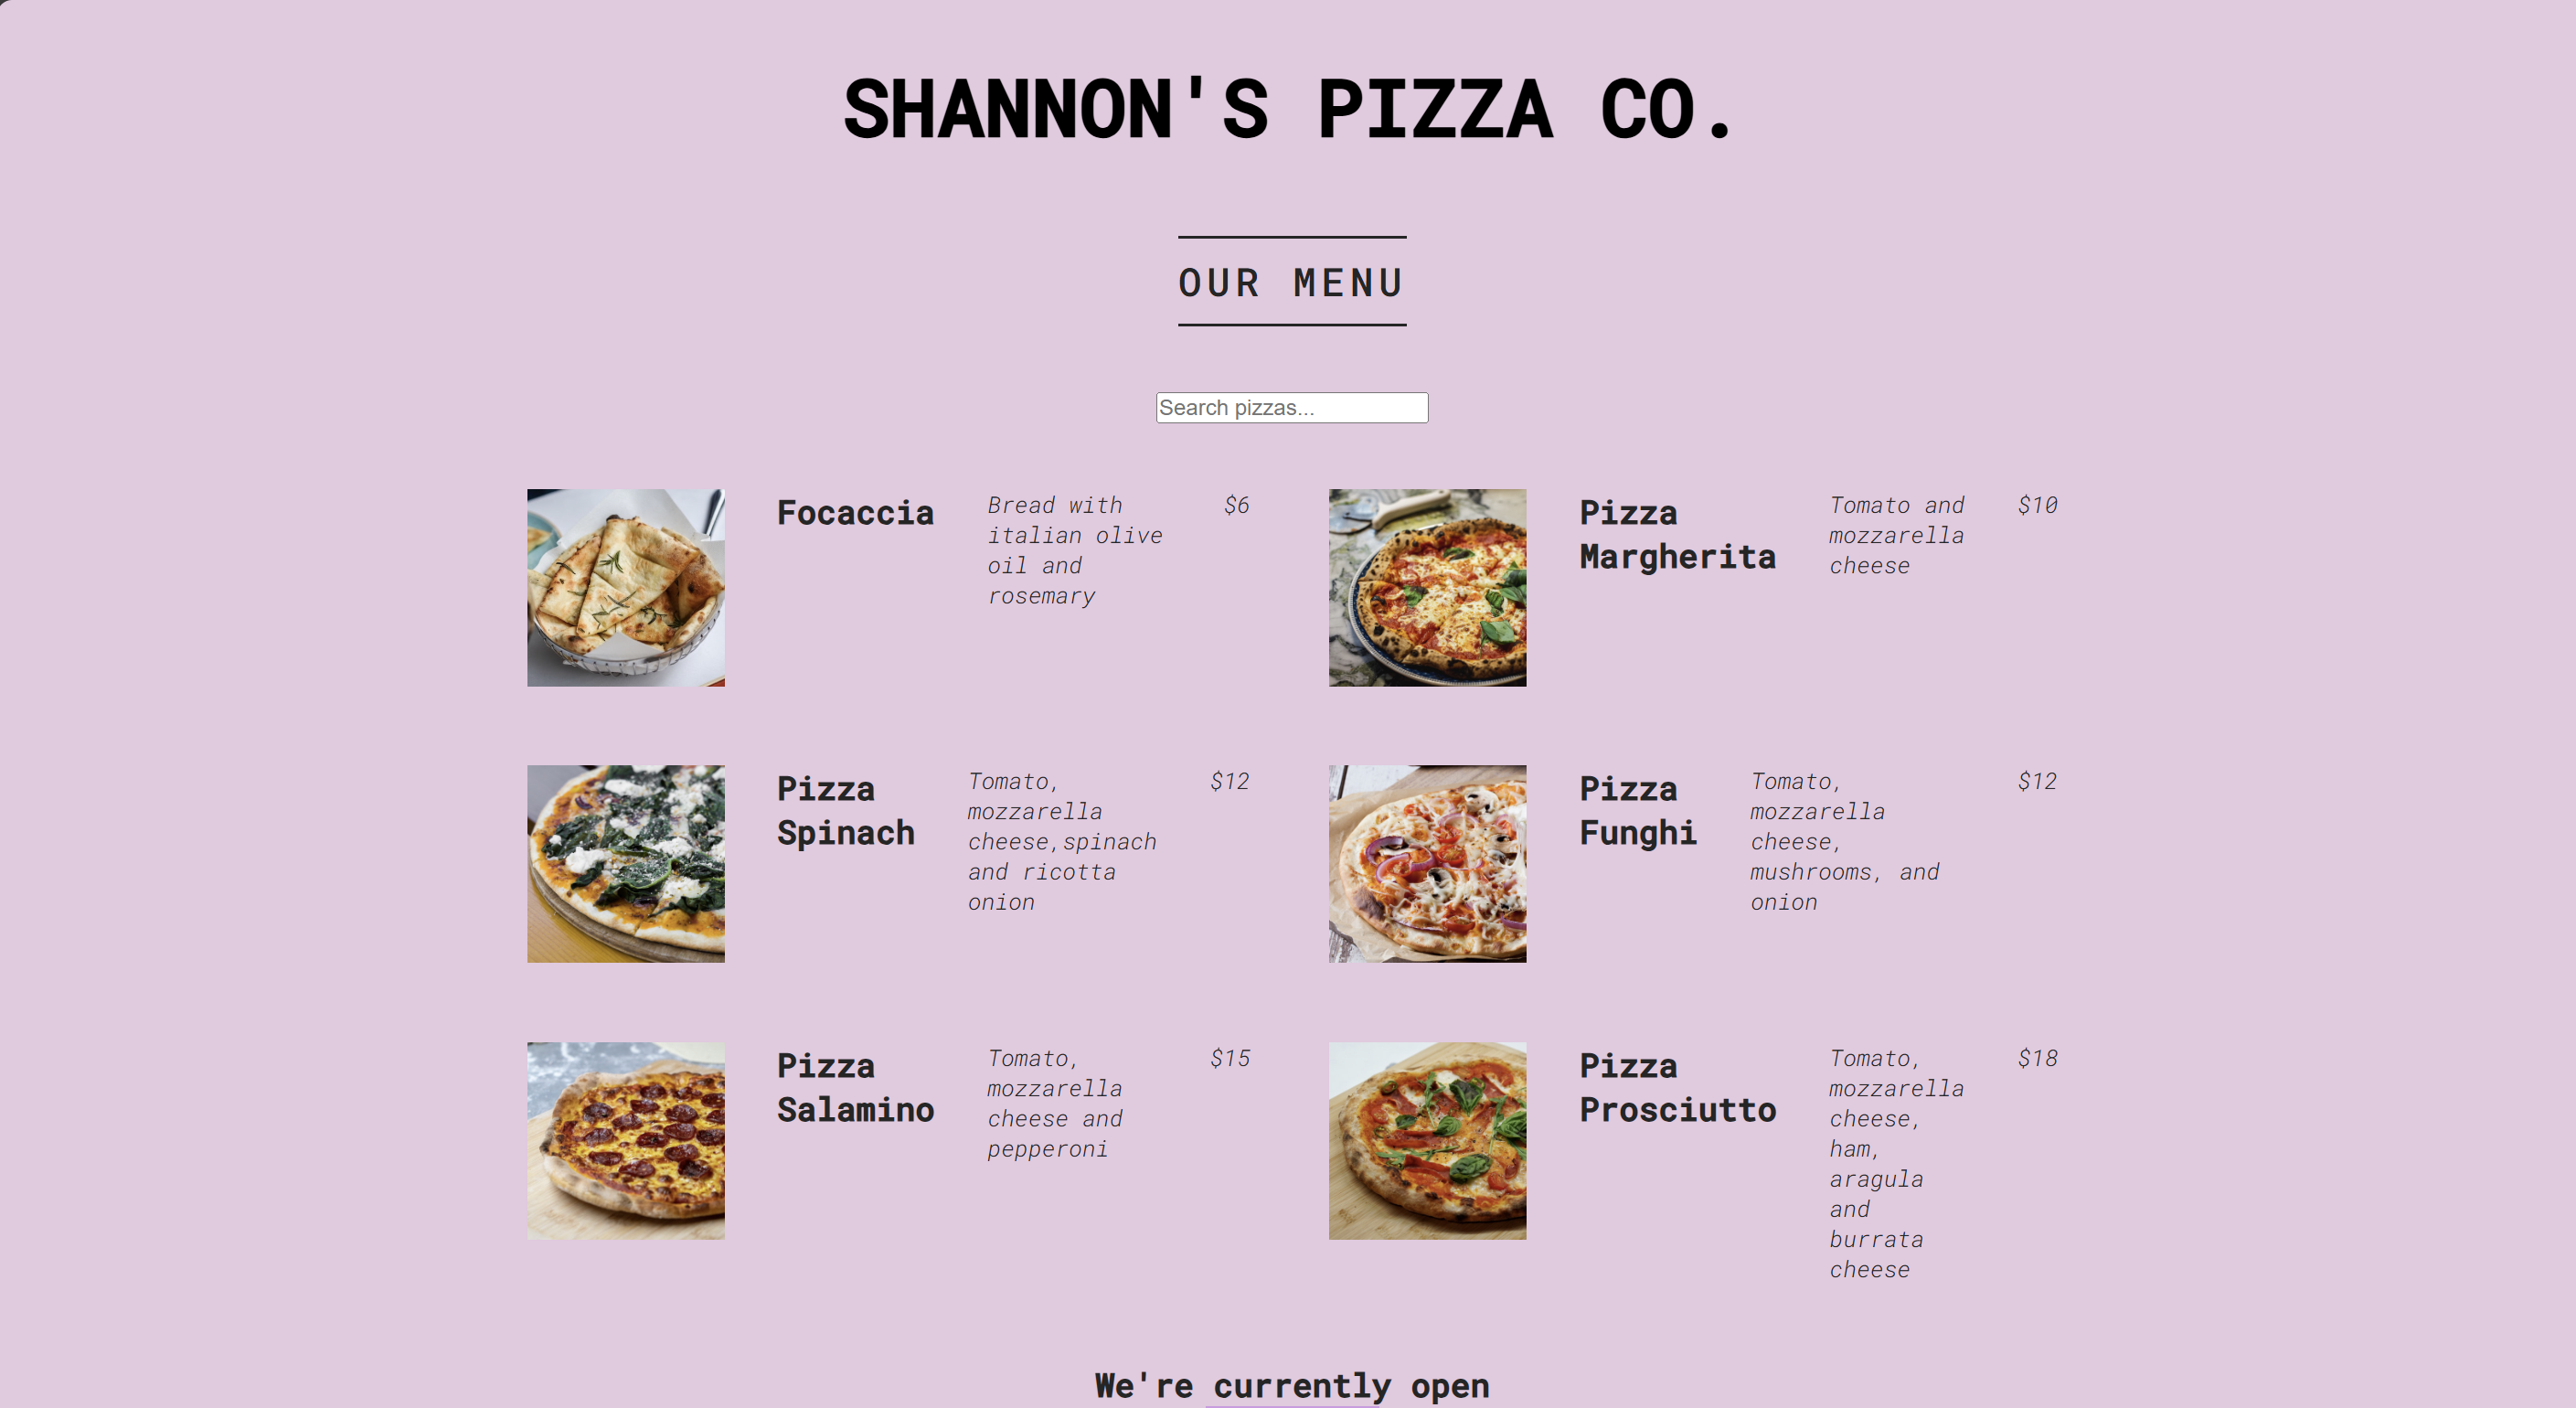 SHANNON'S PIZZA CO.
OUR MENU
Search pizzas...
Focaccia
Bread with
italian olive
oil and
rosemary
$6
Pizza
Margherita
Tomato and
mozzarella
cheese
$10
Pizza
Spinach
Tomato,
mozzarella
cheese,spinach
and ricotta
onion
$12
Pizza
Funghi
Tomato,
mozzarella
cheese,
mushrooms, and
onion
$12
Pizza
Salamino
Tomato,
mozzarella
cheese and
pepperoni
$15
Pizza
Prosciutto
Tomato,
mozzarella
cheese,
ham,
aragula
and
burrata
cheese
$18
We're currently open